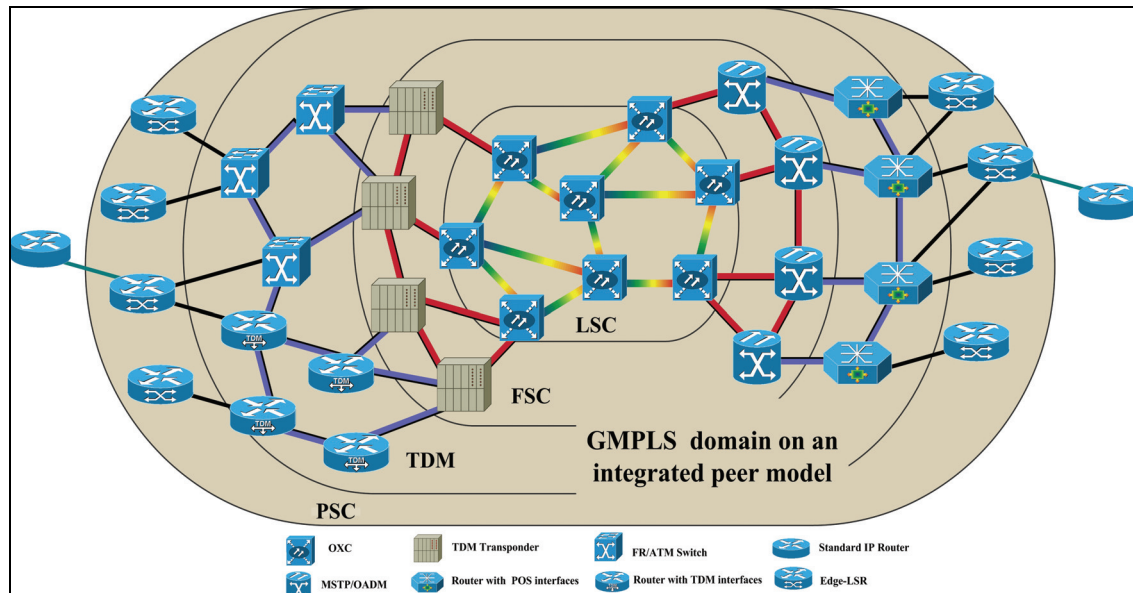 LSC
FSC
TDM
TDM
TDM
TDM
TDM
GMPLS domain on an
integrated peer model
PSC
OXC
TDM Transponder
FR/ATM Switch
Standard IP Router
MSTP/OADM
Router with POS interfaces
Router with TDM interfaces
Edge-LSR